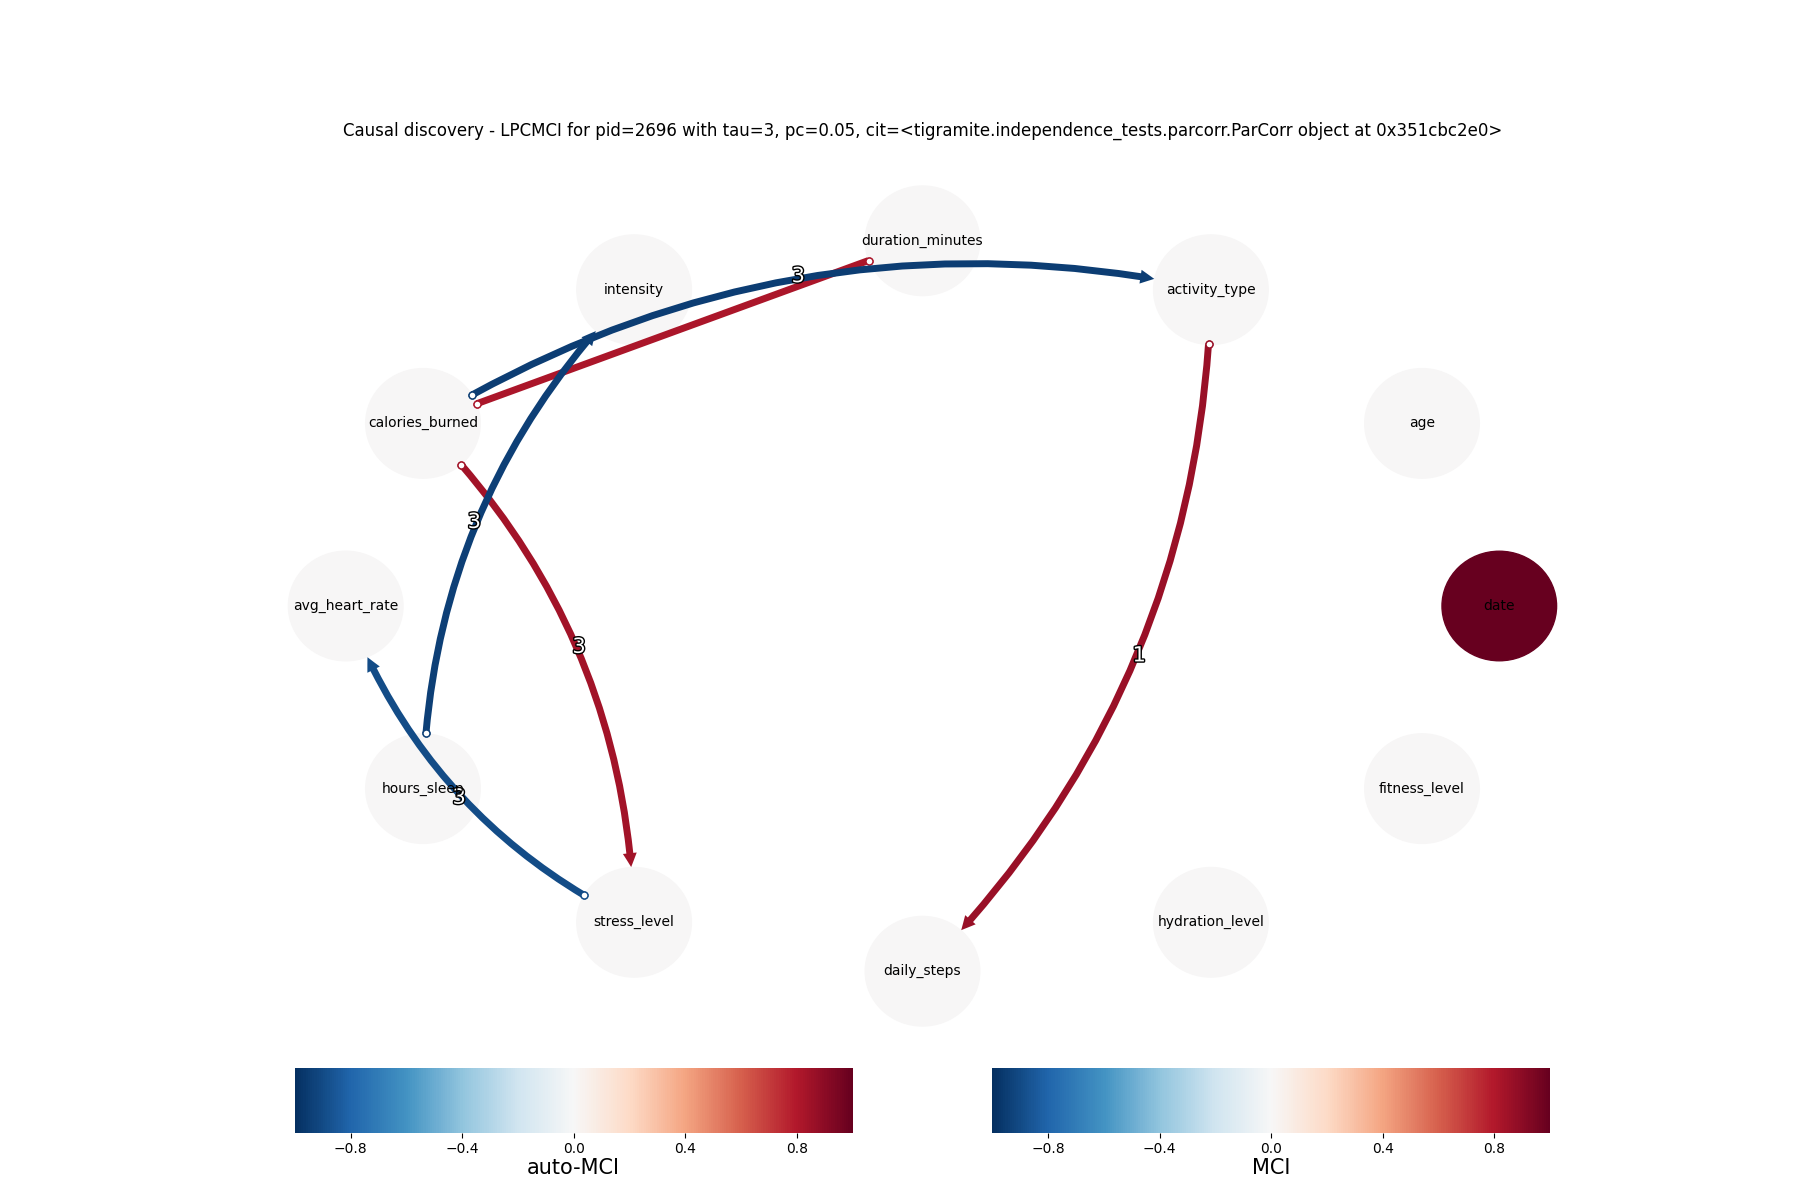 Causal discovery - LPCMCI for pid=2696 with tau=3, pc=0.05, cit=<tigramite.independence_tests.parcorr.ParCorr object at 0x351cbc2e0>
duration_minutes
3
intensity
activity_type
calories_burned
age
3
avg_heart_rate
date
3
1
hours_sleep
3
fitness_level
stress_level
hydration_level
daily_steps
−0.8 −0.4 0.0 0.4 0.8
auto-MCI
−0.8 −0.4 0.0 0.4 0.8
MCI